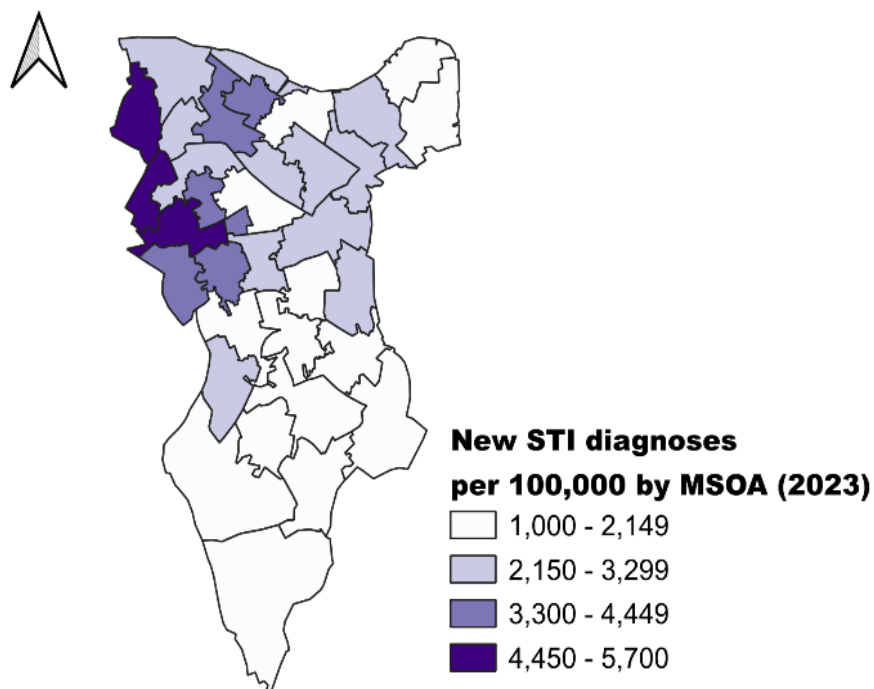 New STI diagnoses
per 100,000 by MSOA (2023)
1,000 - 2,149
2,150 - 3,299
3,300 - 4,449
4,450 - 5,700